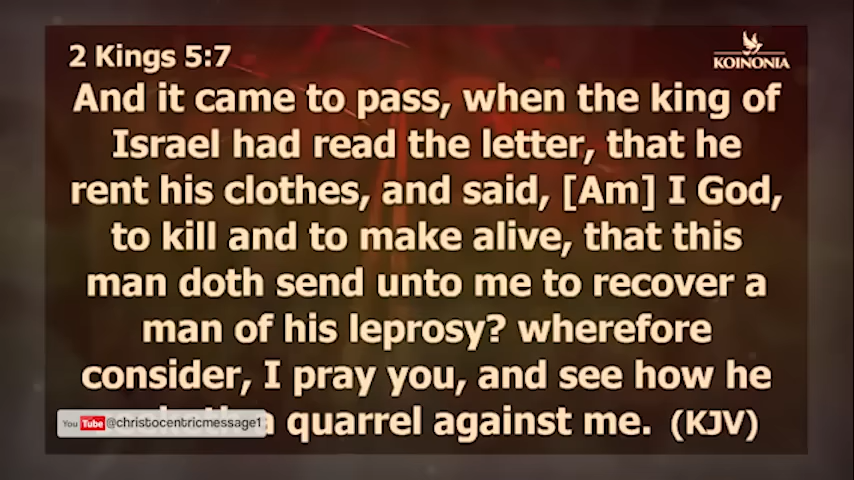 2 Kings 5:7
KOINONIA
And it came to pass, when the king of
Israel had read the letter, that he
rent his clothes, and said, [Am] I God,
to kill and to make alive, that this
man doth send unto me to recover a
man of his leprosy? wherefore
consider, I pray you, and see how he
a quarrel against me. (KJV)
YouTube @christocentricmessage1